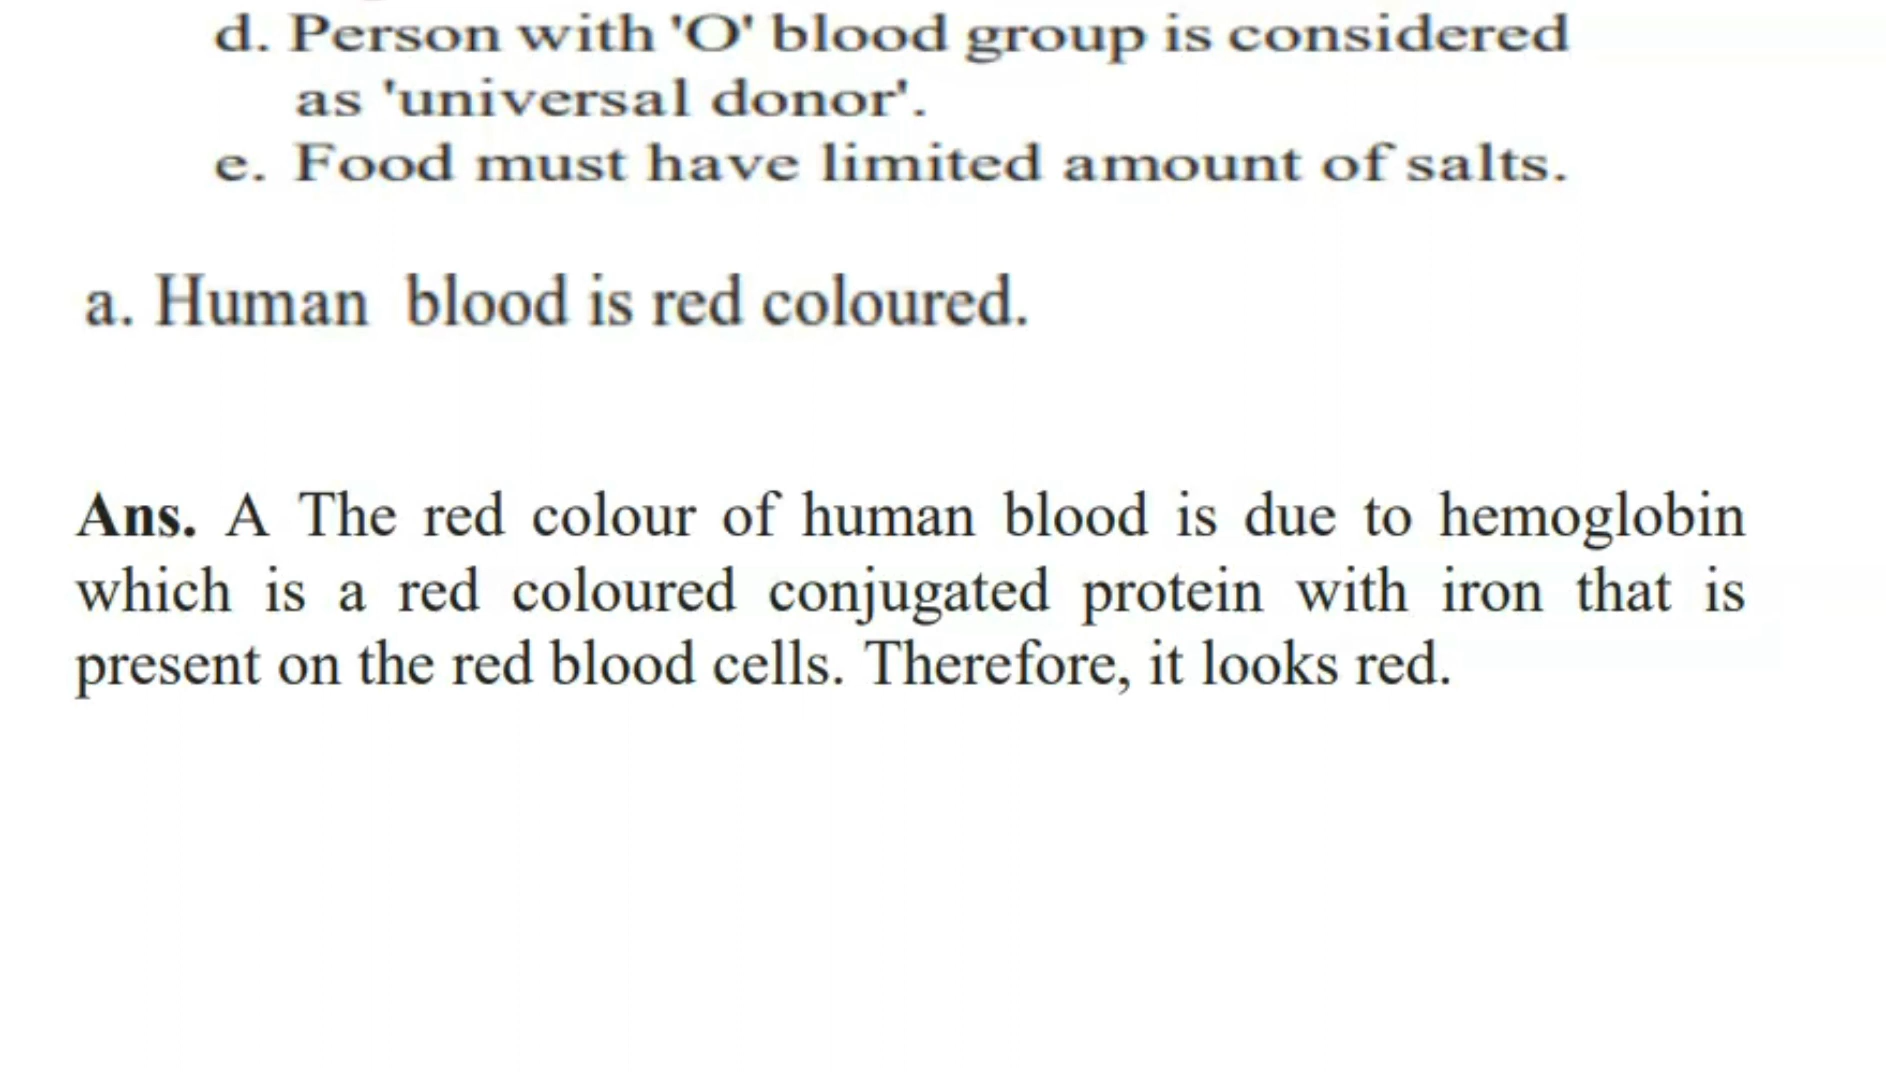 d. Person with 'O' blood group is considered
as 'universal donor'.
e. Food must have limited amount of salts.
a. Human blood is red coloured.
Ans. A The red colour of human blood is due to hemoglobin
which is a red coloured conjugated protein with iron that is
present on the red blood cells. Therefore, it looks red.